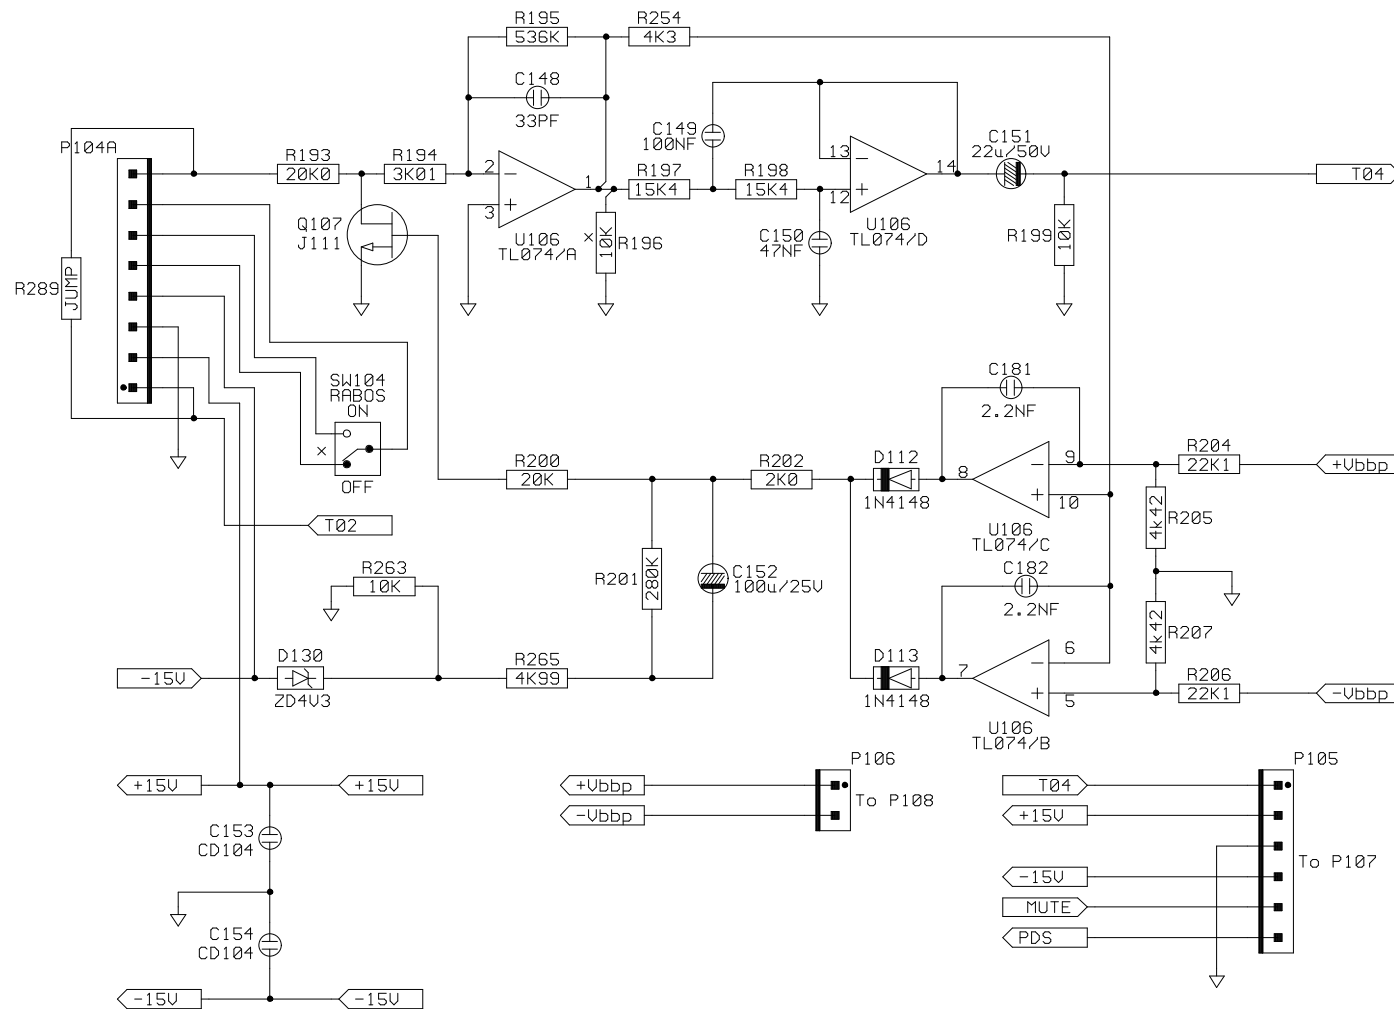 R195
536K
R254
4K3
C148
33PF
P104A
R193
20K0
R194
3K01
2
3
1
U106
TL074/A
Q107
J111
x
10K
R196
R197
15K4
C149
100NF
R198
15K4
C150
47NF
13
12
14
U106
TL074/D
C151
22u/50V
R199
10K
T04
R289
JUMP
SW104
RABOS
ON
x
OFF
T02
R200
20K
R202
2K0
D112
1N4148
C181
2.2NF
8
9
10
U106
TL074/C
R204
22K1
+Vbbp
4k42
R205
R263
10K
R201
280K
C152
100u/25V
C182
2.2NF
4k42
R207
-15V
D130
ZD4V3
R265
4K99
D113
1N4148
7
6
5
U106
TL074/B
R206
22K1
-Vbbp
+15V
+15V
C153
CD104
C154
CD104
-15V
-15V
P106
+Vbbp
-Vbbp
To P108
P105
T04
+15V
-15V
MUTE
PDS
To P107